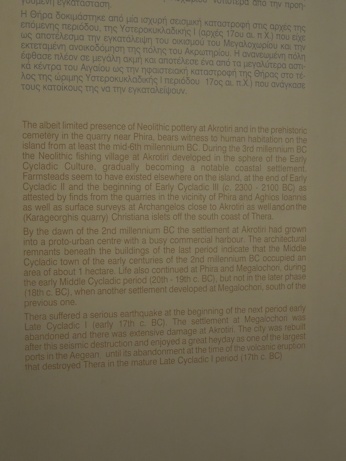 Η Θήρα δοκιμάστηκε από μία ισχυρή σεισμική καταστροφή στις αρχές της
επόμενης περιόδου, της Υστεροκυκλαδικής Ι (αρχές 17ου αι. π.Χ.) που είχε
ως αποτέλεσμα την εγκατάλειψη του οικισμού του Μεγαλοχωρίου και την
εκτεταμένη ανοικοδόμηση της πόλης του Ακρωτηρίου. Η ανανεωμένη πόλη
έφθασε πλέον σε μεγάλη ακμή και αποτέλεσε ένα από τα μεγαλύτερα αστι-
κά κέντρα του Αιγαίου ως την ηφαιστειακή καταστροφή της Θήρας στο τέ-
λος της ώριμης Υστεροκυκλαδικής Ι περιόδου 17ος αι. π.Χ.) που ανάγκασε
τους κατοίκους της να την εγκαταλείψουν.
The albeit limited presence of Neolithic pottery at Akrotiri and in the prehistoric
cemetery in the quarry near Phira, bears witness to human habitation on the
island from at least the mid-6th millennium BC. During the 3rd millennium BC
the Neolithic fishing village at Akrotiri developed in the sphere of the Early
Cycladic Culture, gradually becoming a notable coastal settlement.
Farmsteads seem to have existed elsewhere on the island, at the end of Early
Cycladic II and the beginning of Early Cycladic III (c. 2300 - 2100 BC) as
attested by finds from the quarries in the vicinity of Phira and Aghios Ioannis
as well as surface surveys at Archangelos close to Akrotiri as well and in the
(Karageorghis quarry) Christiana islets off the south coast of Thera.
By the dawn of the 2nd millennium BC the settlement at Akrotiri had grown
into a proto-urban centre with a busy commercial harbour. The architectural
remnants beneath the buildings of the last period indicate that the Middle
Cycladic town of the early centuries of the 2nd millennium BC occupied an
area of about 1 hectare. Life also continued at Phira and Megalochori, during
the early Middle Cycladic period (20th - 19th c. BC), but not in the later phase
(18th c. BC), when another settlement developed at Megalochori, south of the
previous one.
Thera suffered a serious earthquake at the beginning of the next period early
Late Cycladic I (early 17th c. BC). The settlement at Megalochori was
abandoned and there was extensive damage at Akrotiri. The city was rebuilt
after this seismic destruction and enjoyed a great heyday as one of the largest
ports in the Aegean, until its abandonment at the time of the volcanic eruption
that destroyed Thera in the mature Late Cycladic I period (17th c. BC)